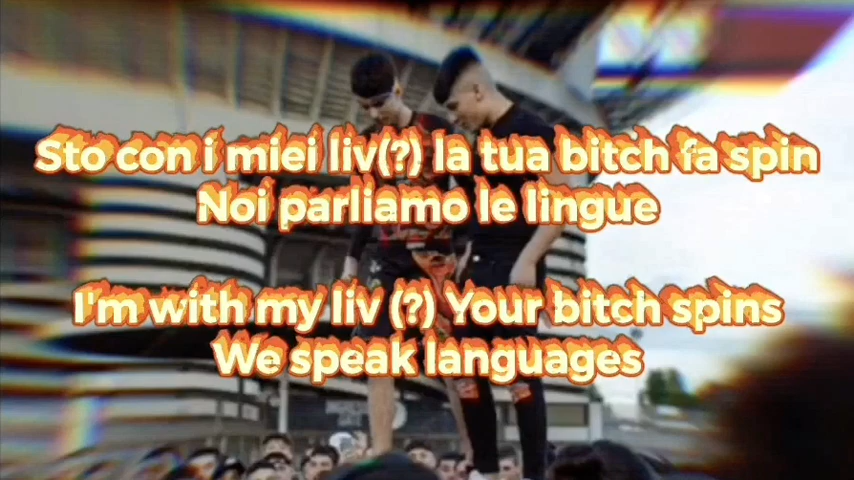 Sto con i miei liv(?) la tua bitch fa spin
Noi parliamo le lingue
I'm with my liv (?) Your bitch spins
We speak languages